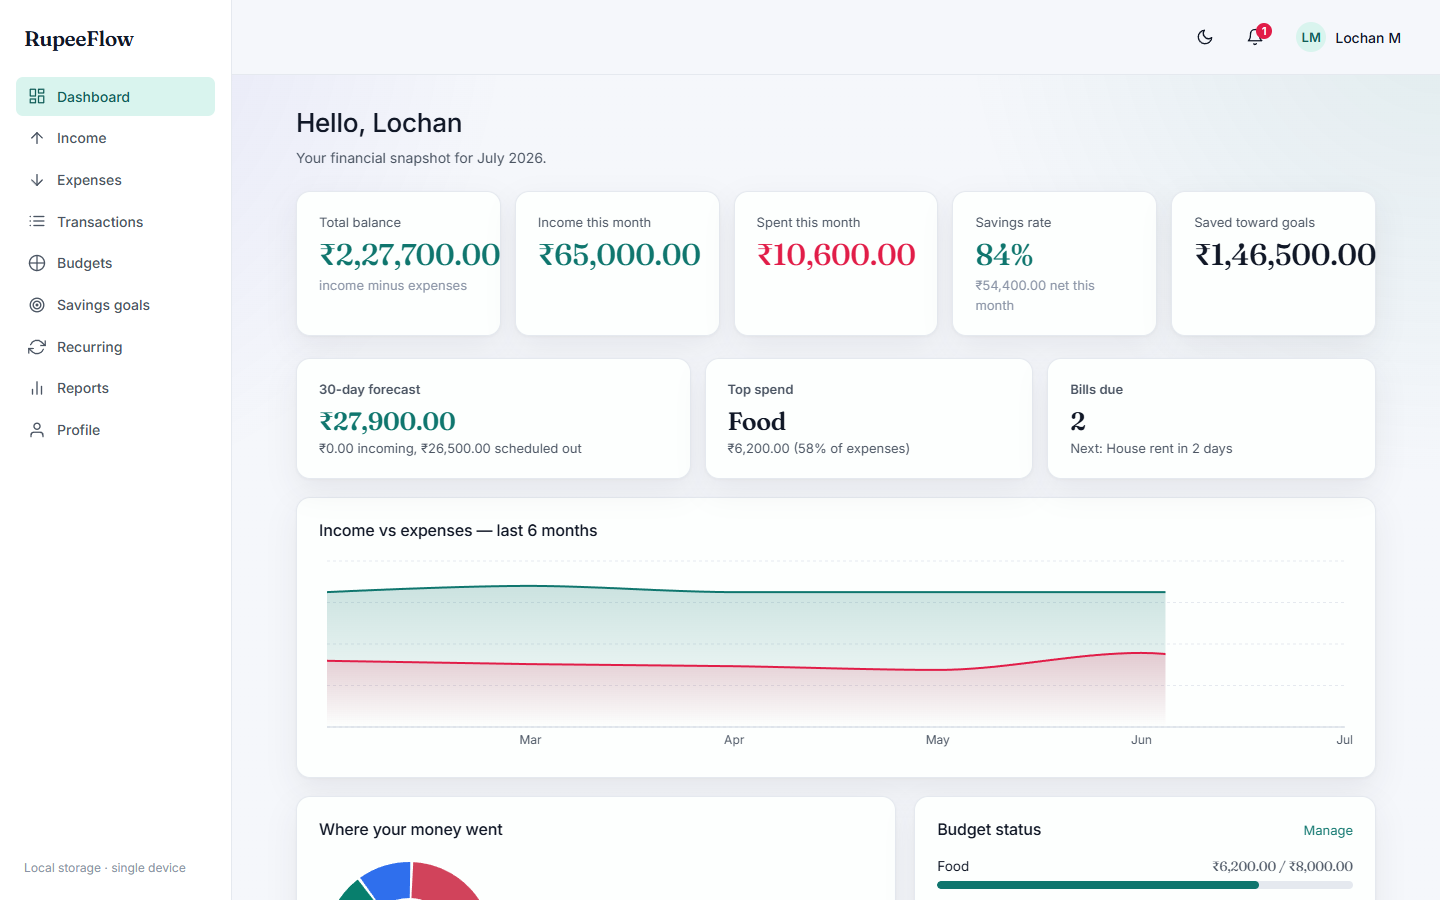 RupeeFlow
Dashboard
Income
Expenses
Transactions
Budgets
Savings goals
Recurring
Reports
Profile
Local storage · single device
1
LM
Lochan M
Hello, Lochan
Your financial snapshot for July 2026.
Total balance
₹2,27,700.00
income minus expenses
Income this month
₹65,000.00
Spent this month
₹10,600.00
Savings rate
84%
₹54,400.00 net this
month
Saved toward goals
₹1,46,500.00
30-day forecast
₹27,900.00
₹0.00 incoming, ₹26,500.00 scheduled out
Top spend
Food
₹6,200.00 (58% of expenses)
Bills due
2
Next: House rent in 2 days
Income vs expenses — last 6 months
Mar Apr May Jun Jul
Where your money went
Budget status
Manage
Food
₹6,200.00 / ₹8,000.00